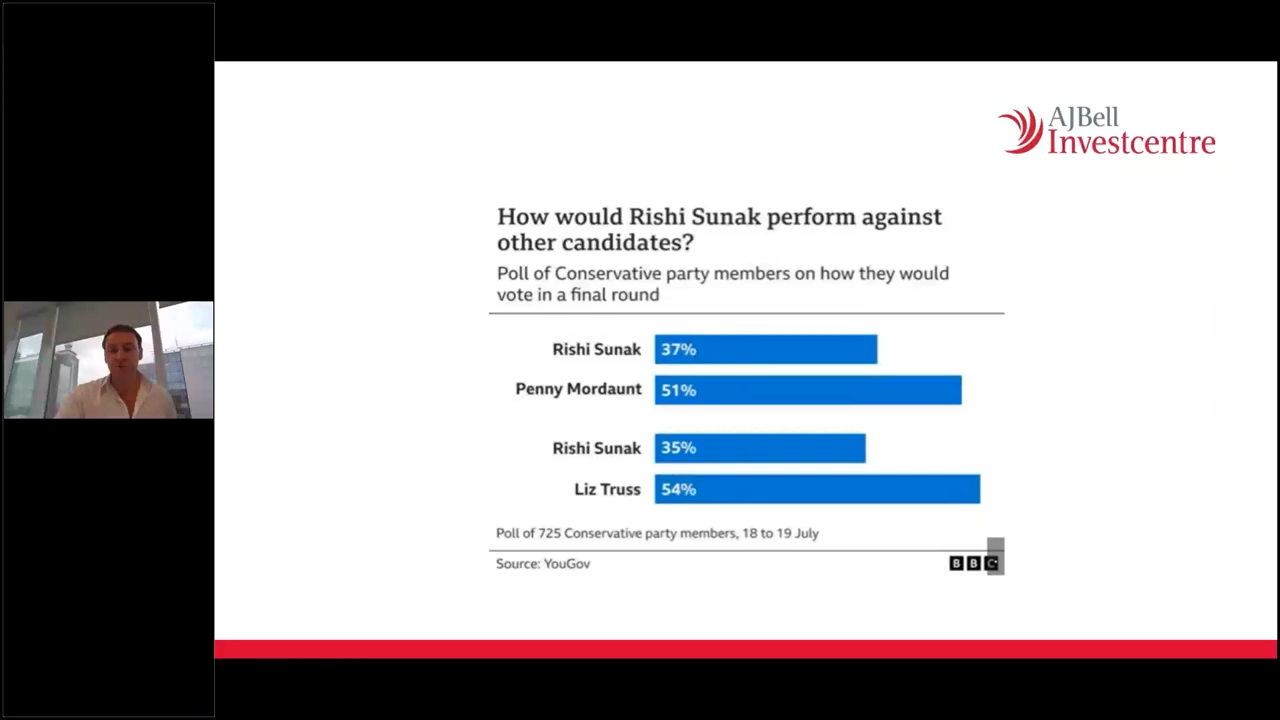 AJBell
Investcentre
How would Rishi Sunak perform against
other candidates?
Poll of Conservative party members on how they would
vote in a final round
Rishi Sunak 37%
Penny Mordaunt 51%
Rishi Sunak 35%
Liz Truss 54%
Poll of 725 Conservative party members, 18 to 19 July
Source: YouGov BBC